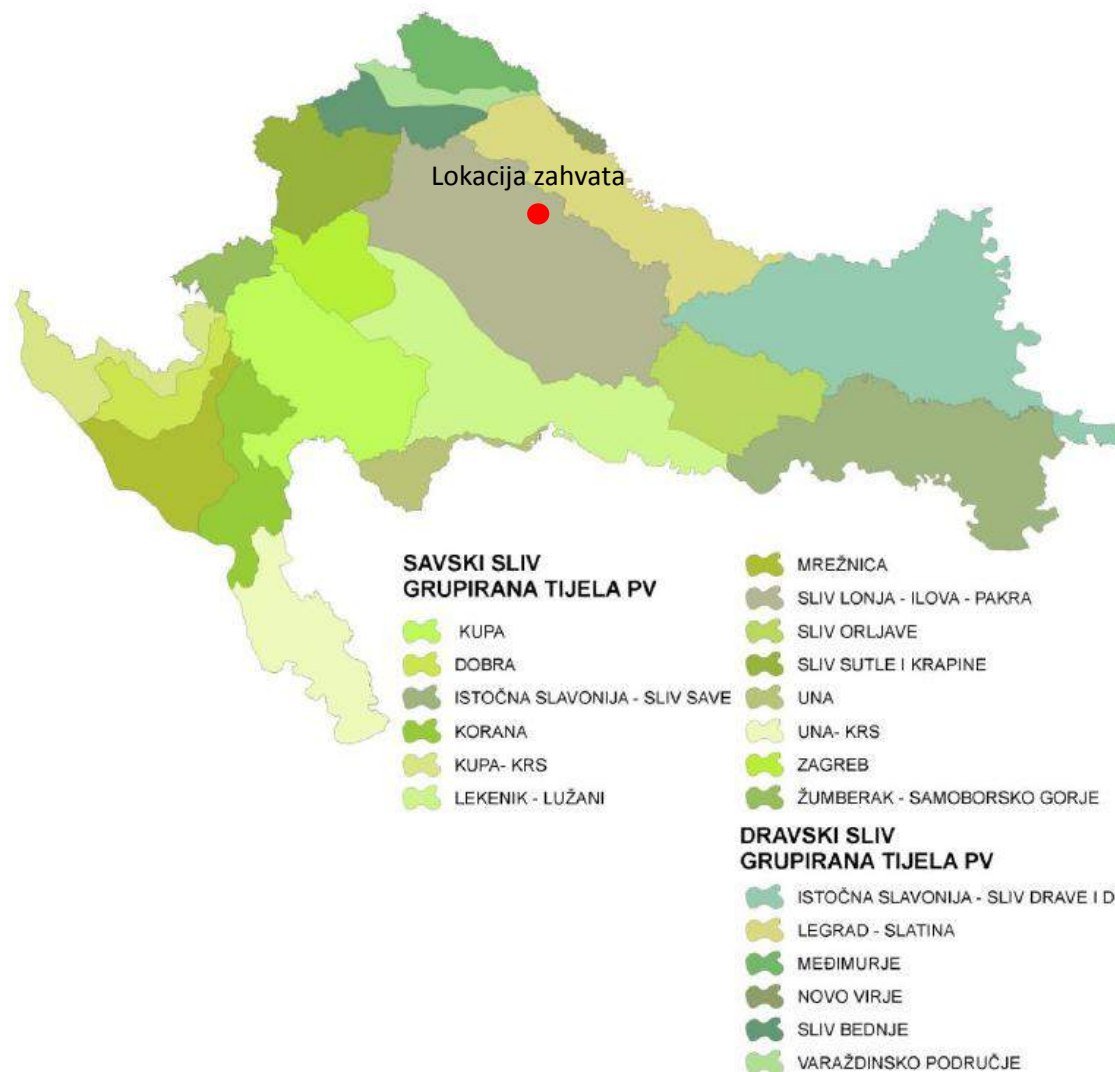 Lokacija zahvata
SAVSKI SLIV
GRUPIRANA TIJELA PV
KUPA
DOBRA
ISTOČNA SLAVONIJA - SLIV SAVE
KORANA
KUPA- KRS
LEKENIK - LUŽANI
MREŽNICA
SLIV LONJA - ILOVA - PAKRA
SLIV ORLJAVE
SLIV SUTLE I KRAPINE
UNA
UNA- KRS
ZAGREB
ŽUMBERAK - SAMOBORSKO GORJE
DRAVSKI SLIV
GRUPIRANA TIJELA PV
ISTOČNA SLAVONIJA - SLIV DRAVE I D
LEGRAD - SLATINA
MEĐIMURJE
NOVO VIRJE
SLIV BEDNJE
VARAŽDINSKO PODRUČJE